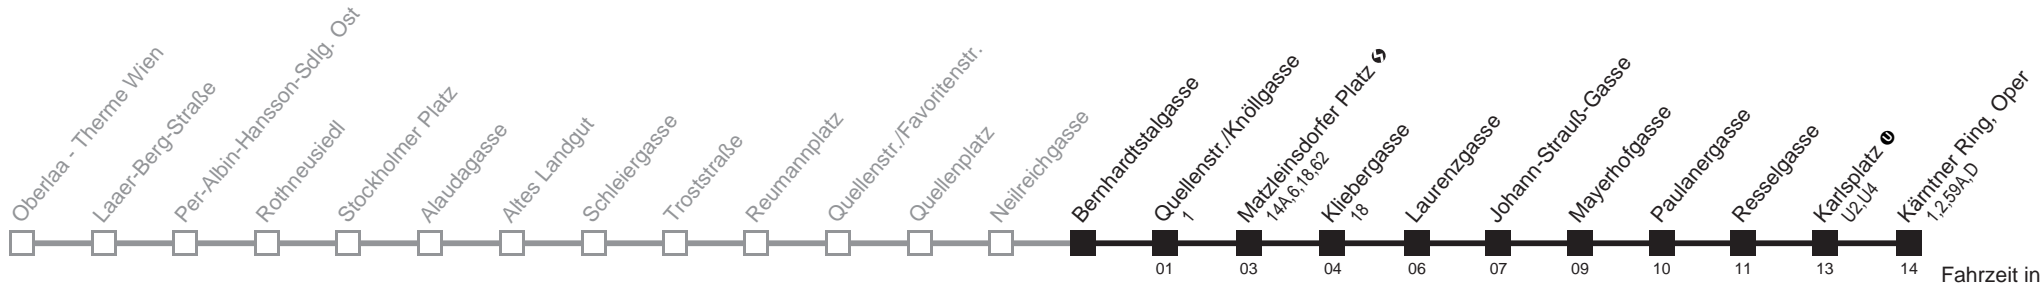 Oberlaa - Therme Wien
Laaer-Berg-Straße
Per-Albin-Hansson-Sdlg. Ost
Rothneusiedl
Stockholmer Platz
Alaudagasse
Altes Landgut
Schleiergasse
Troststraße
Reumannplatz
Quellenstr./Favoritenstr.
Quellenplatz
Neilreichgasse
Bernhardtstalgasse
Quellenstr./Knöllgasse
1
Matzleinsdorfer Platz S
14A,6,18,62
Kliebergasse
18
Laurenzgasse
Johann-Strauß-Gasse
Mayerhofgasse
Paulanergasse
Resselgasse
Karlsplatz U
U2,U4
Kärntner Ring, Oper
1,2,59A,D
01 03 04 06 07 09 10 11 13 14
Fahrzeit in